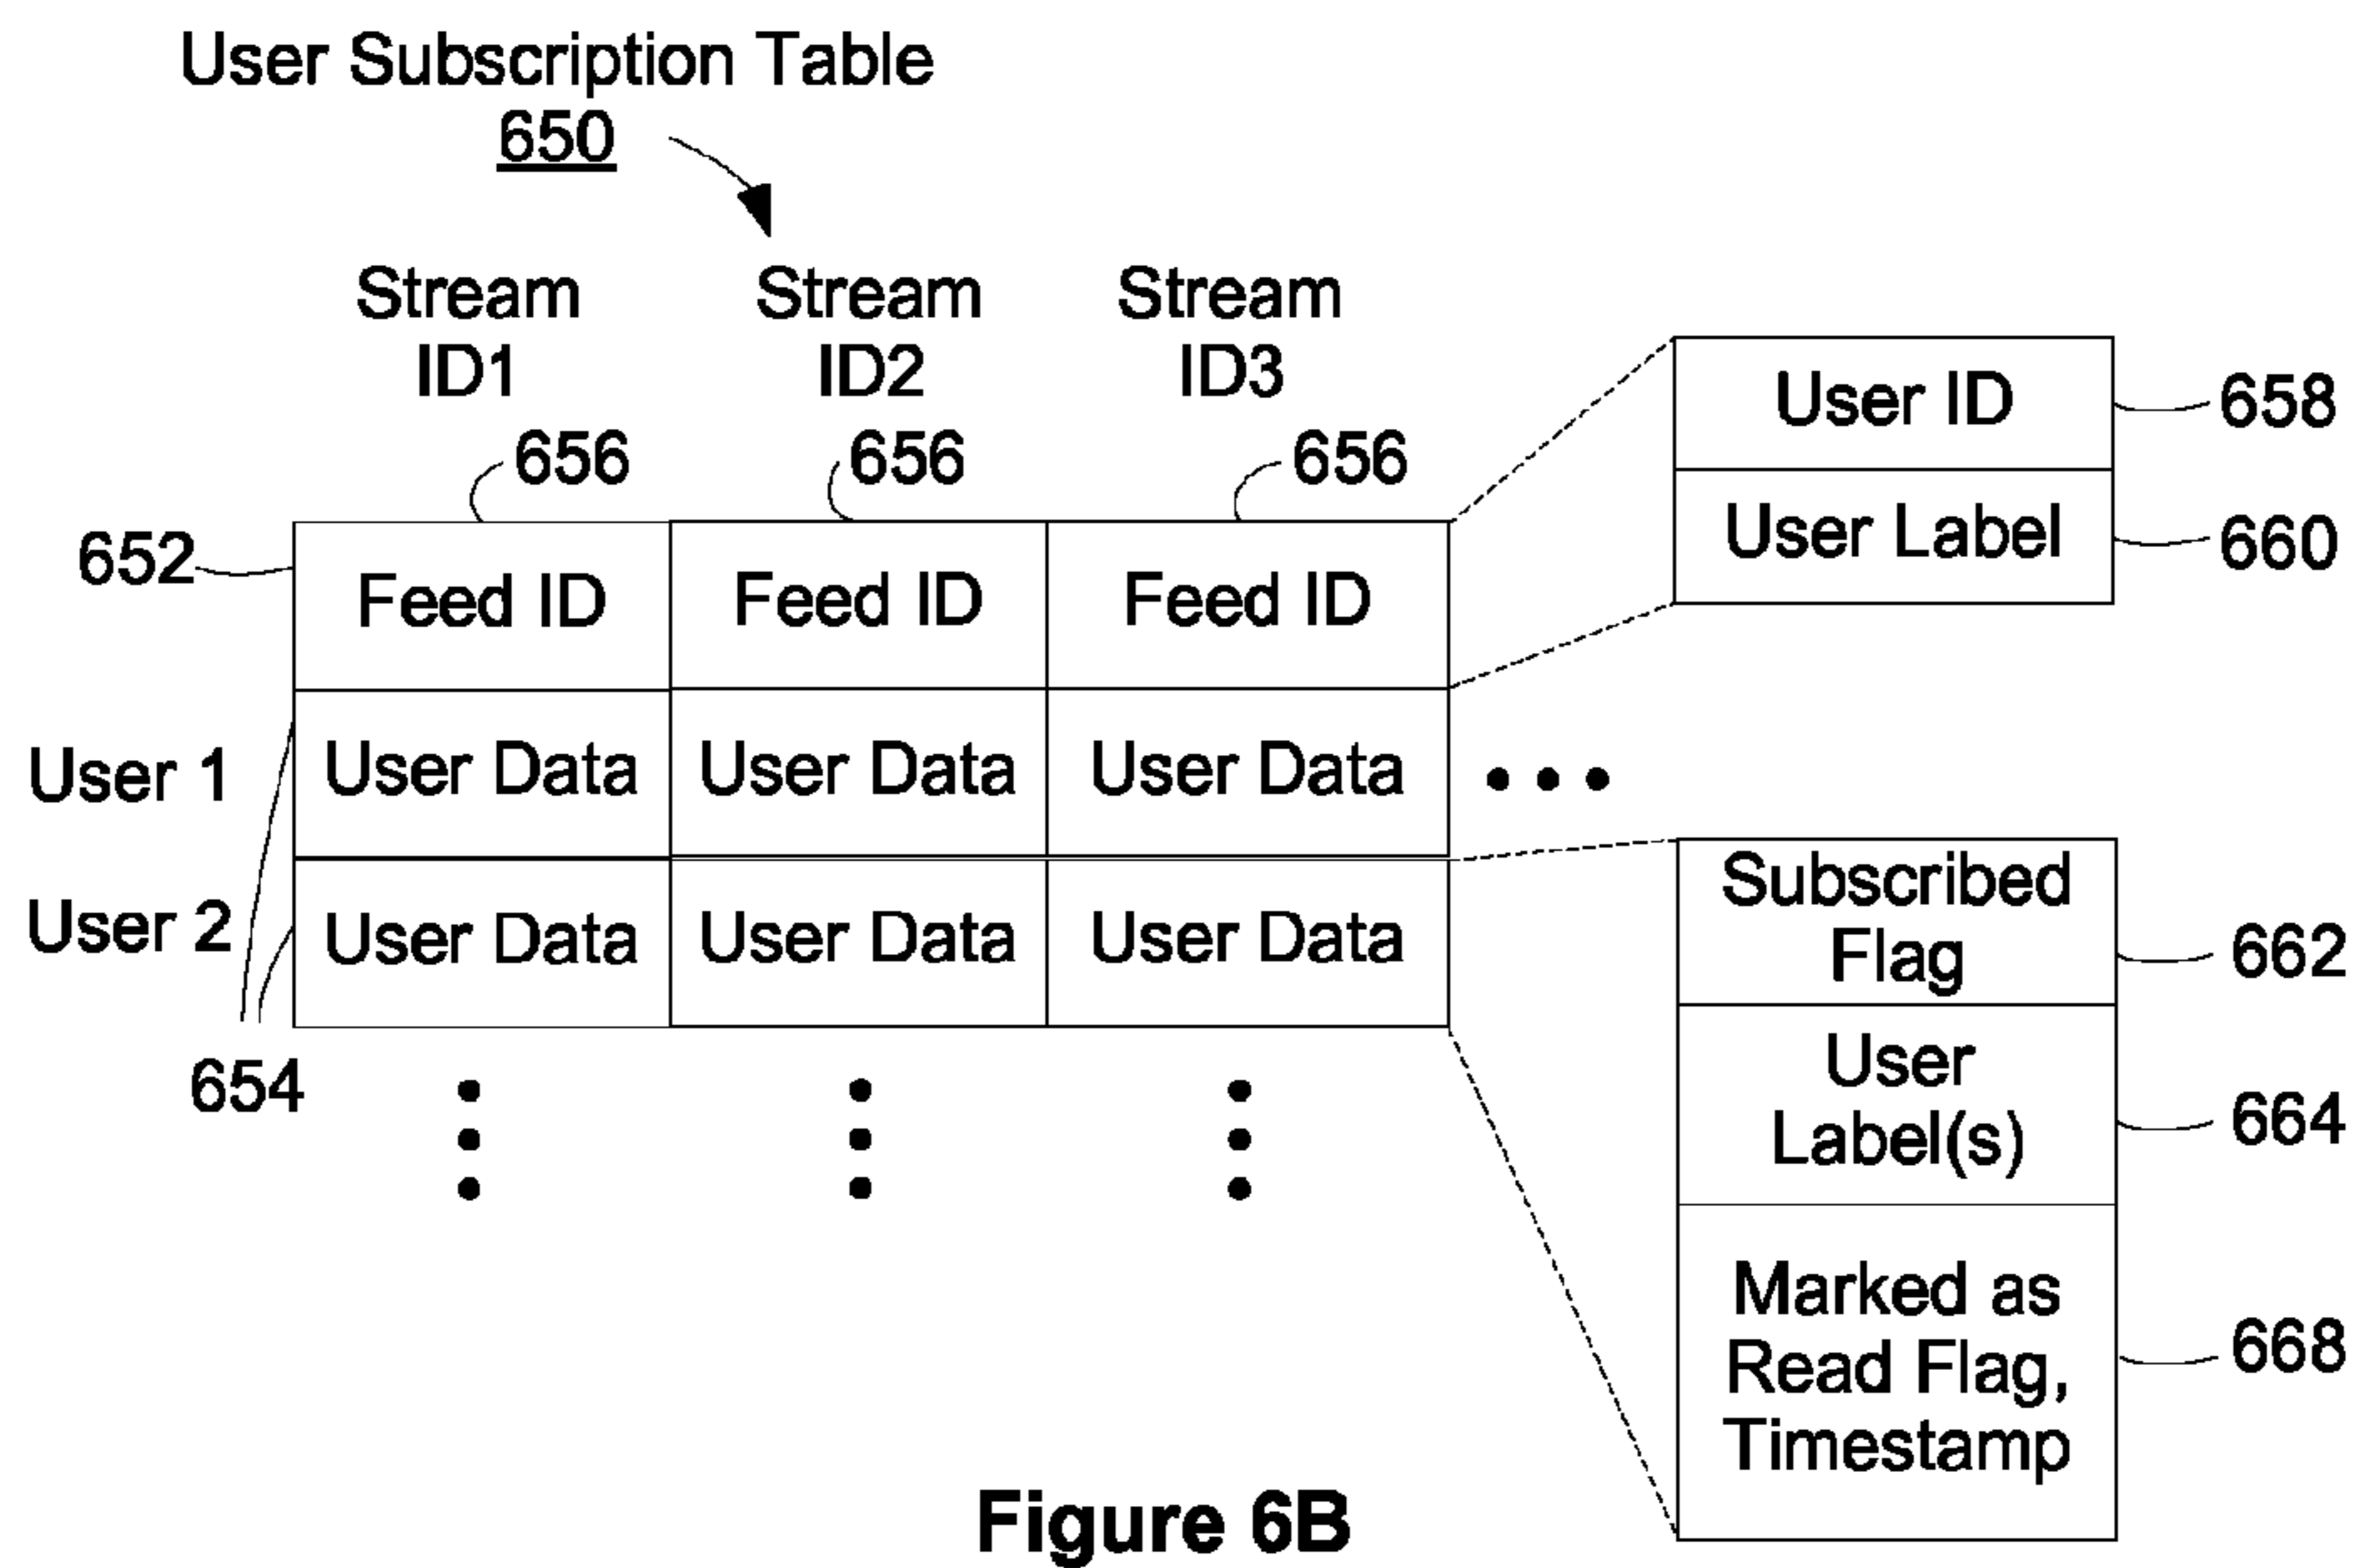 User Subscription Table
650
Stream Stream Stream
ID1 ID2 ID3
656 656 656
652 Feed ID Feed ID Feed ID
User ID 658
User Label 660
User 1 User Data User Data User Data
User 2 User Data User Data User Data
654
Subscribed
Flag 662
User
Label(s) 664
Marked as
Read Flag, 668
Timestamp
Figure 6B